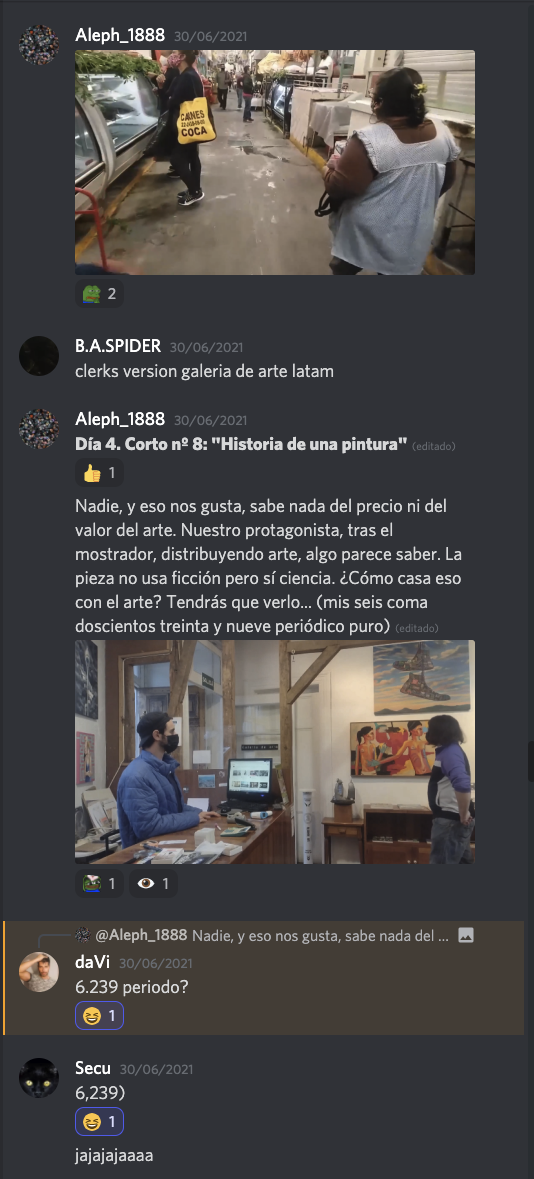 Aleph_1888 30/06/2021
CARNES
COCA
2
B.A.SPIDER 30/06/2021
clerks version galeria de arte latam
Aleph_1888 30/06/2021
Día 4. Corto nº 8: "Historia de una pintura" (editado)
1
Nadie, y eso nos gusta, sabe nada del precio ni del
valor del arte. Nuestro protagonista, tras el
mostrador, distribuyendo arte, algo parece saber. La
pieza no usa ficción pero sí ciencia. ¿Cómo casa eso
con el arte? Tendrás que verlo... (mis seis coma
doscientos treinta y nueve periódico puro) (editado)
1 1
@Aleph_1888 Nadie, y eso nos gusta, sabe nada del ...
daVi 30/06/2021
6.239 periodo?
1
Secu 30/06/2021
6,239)
1
jajajajaaaa